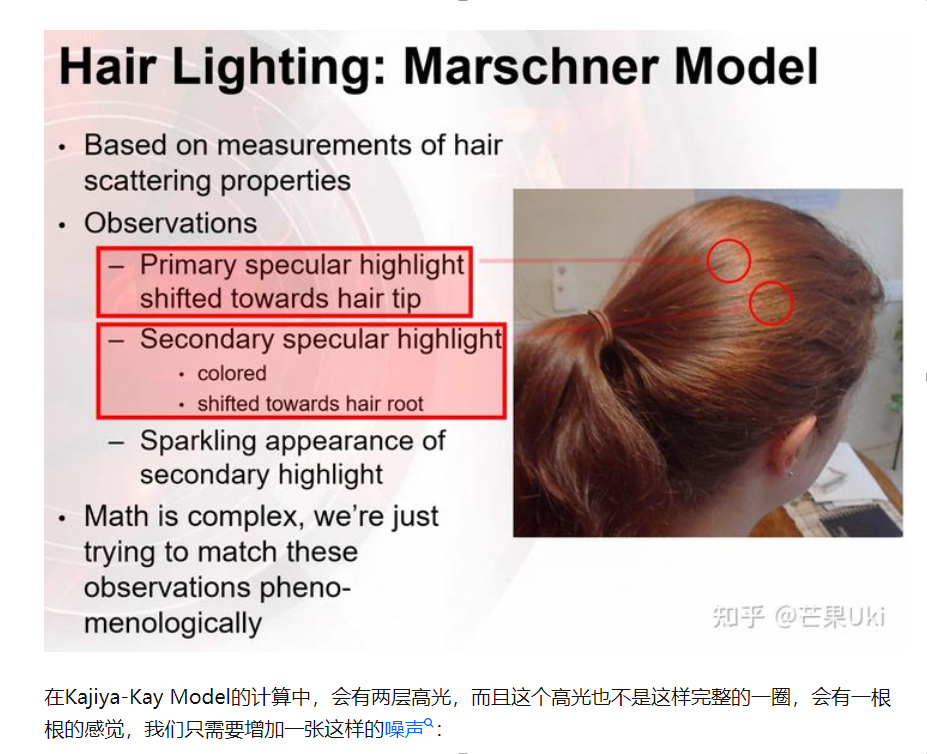 Hair Lighting: Marschner Model
• Based on measurements of hair
scattering properties
• Observations
– Primary specular highlight
shifted towards hair tip
– Secondary specular highlight
• colored
• shifted towards hair root
– Sparkling appearance of
secondary highlight
• Math is complex, we’re just
trying to match these
observations pheno-
menologically
知乎 @芒果Uki
在Kajiya-Kay Model的计算中，会有两层高光，而且这个高光也不是这样完整的一圈，会有一根
根的感觉，我们只需要增加一张这样的噪声：